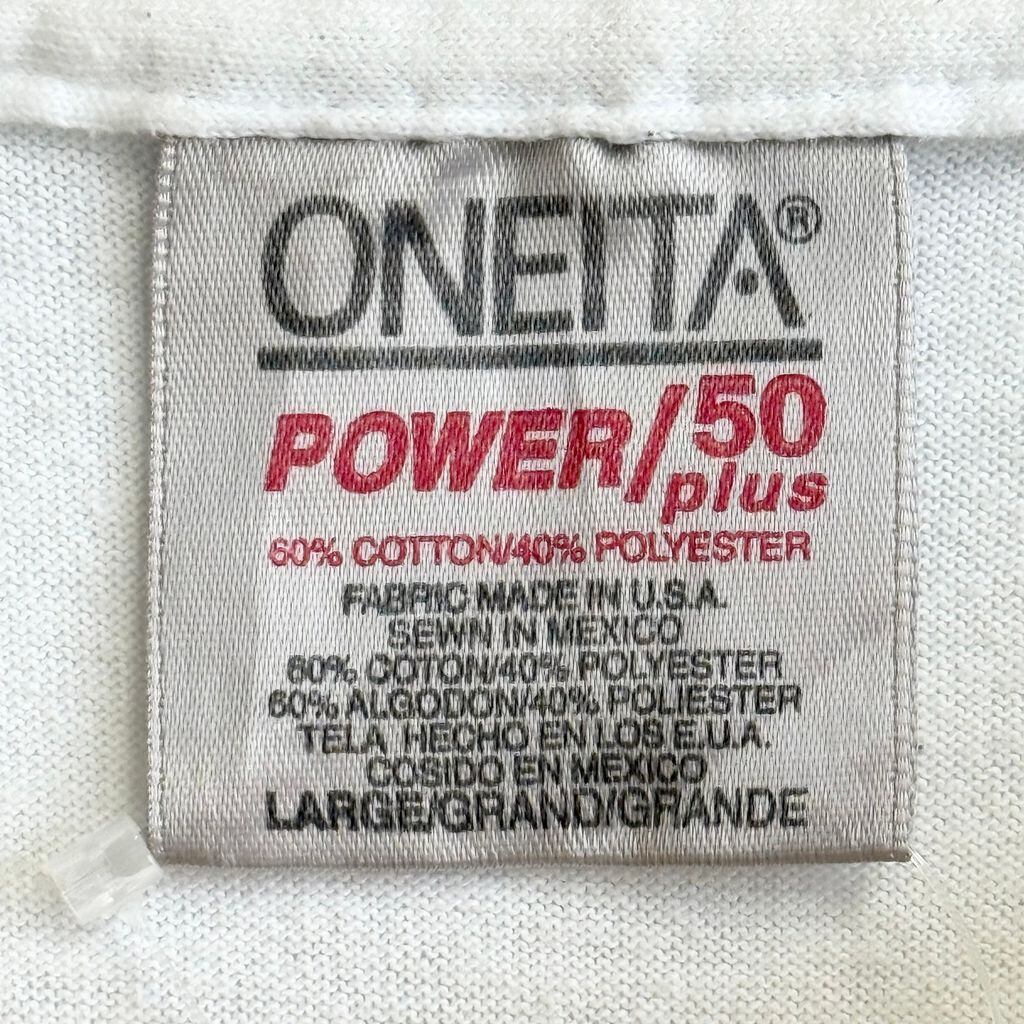 ONEITA®
POWER/50
plus
60% COTTON/40% POLYESTER
FABRIC MADE IN U.S.A.
SEWN IN MEXICO
60% COTON/40% POLYESTER
60% ALGODON/40% POLIESTER
TELA HECHO EN LOS E.U.A.
COSIDO EN MEXICO
LARGE/GRAND/GRANDE